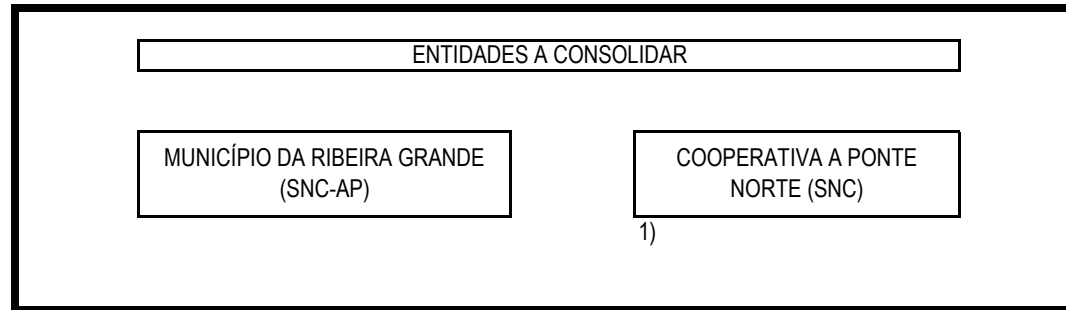 ENTIDADES A CONSOLIDAR
MUNICÍPIO DA RIBEIRA GRANDE
(SNC-AP)
COOPERATIVA A PONTE
NORTE (SNC)
1)